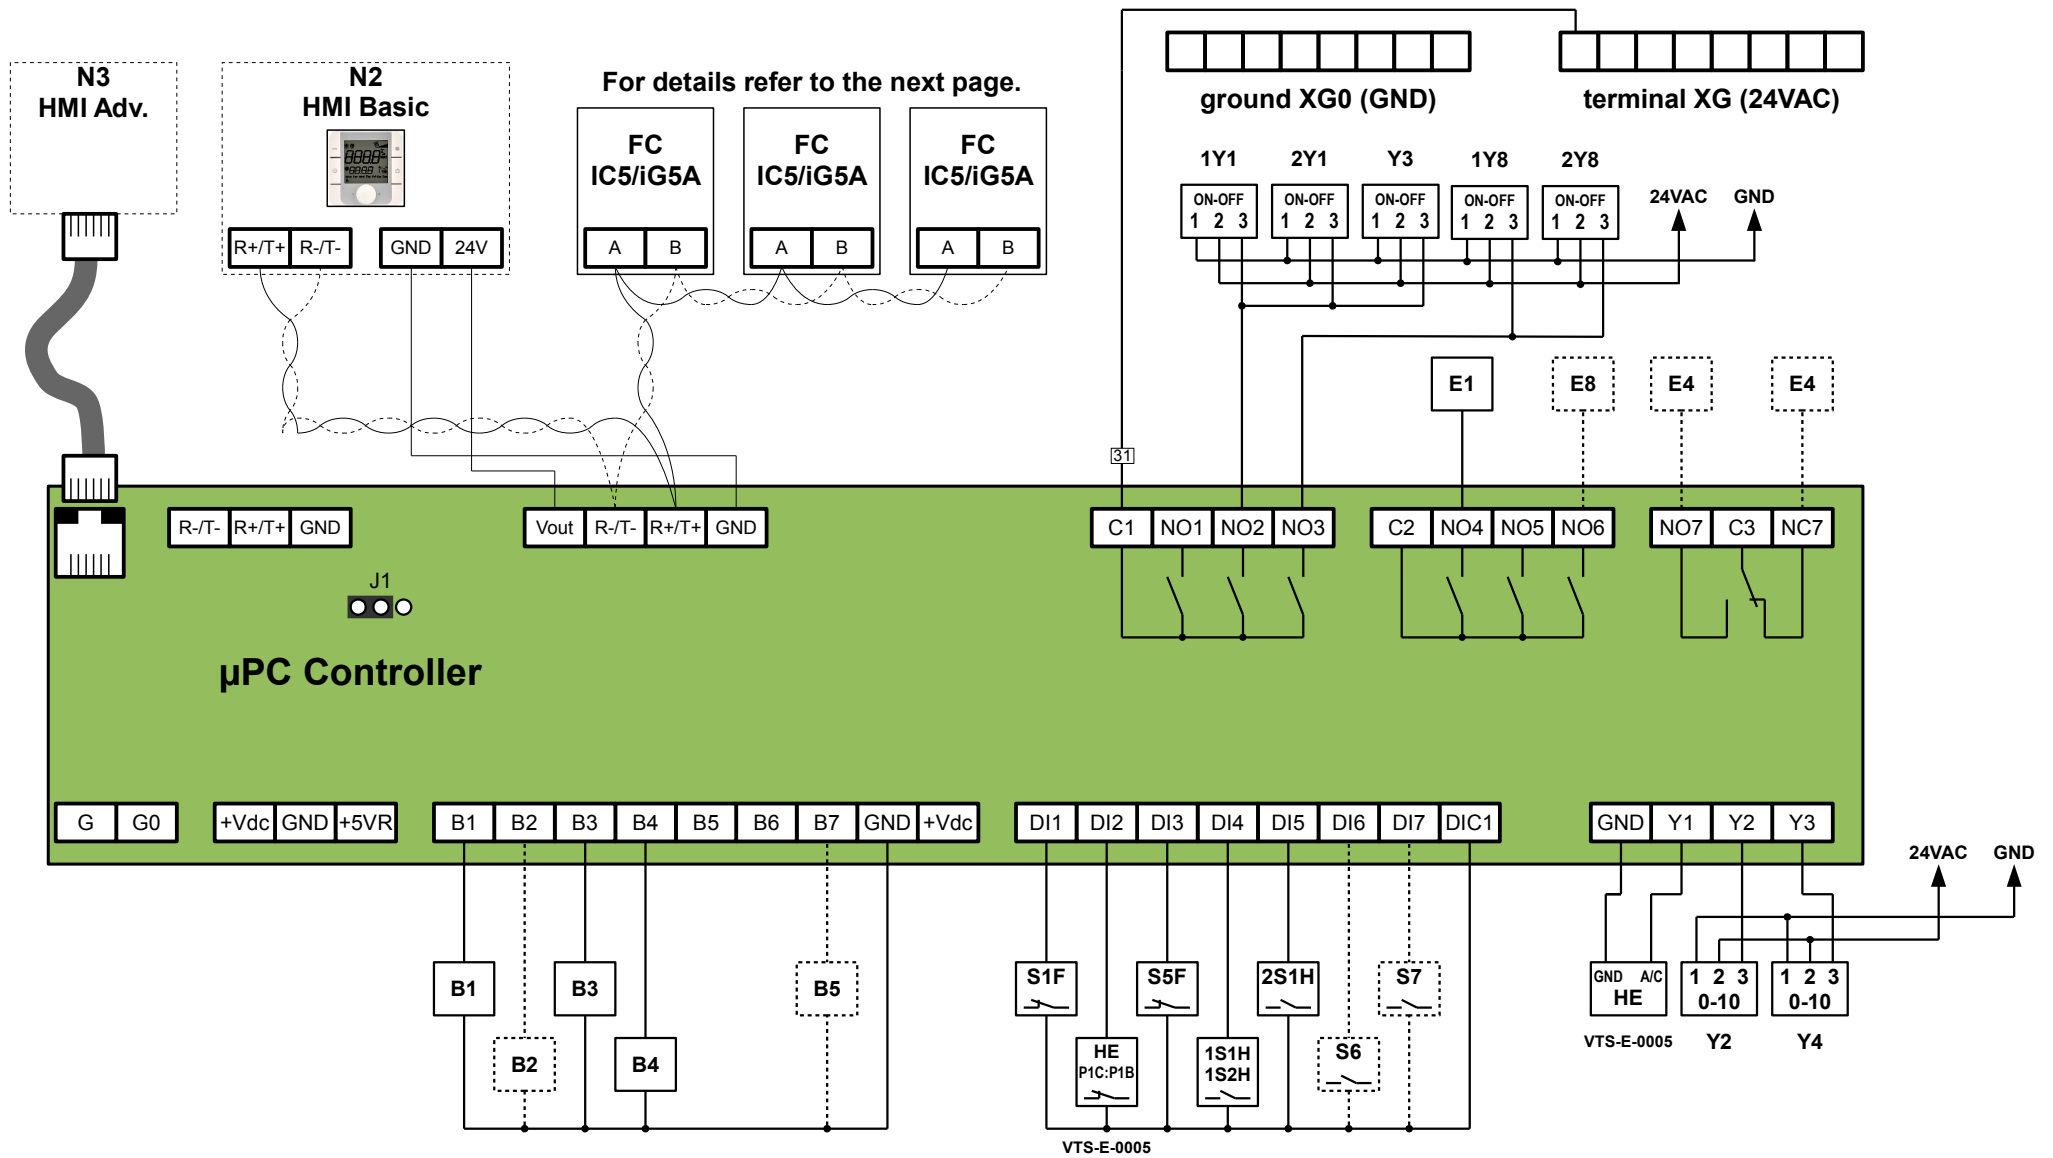 N3
HMI Adv.
N2
HMI Basic
R+/T+ R-/T- GND 24V
For details refer to the next page.
FC
IC5/iG5A
A B
FC
IC5/iG5A
A B
FC
IC5/iG5A
A B
ground XG0 (GND)
terminal XG (24VAC)
1Y1 2Y1 Y3 1Y8 2Y8
ON-OFF ON-OFF ON-OFF ON-OFF ON-OFF
1 2 3 1 2 3 1 2 3 1 2 3 1 2 3
24VAC GND
E1 E8 E4 E4
31
R-/T- R+/T+ GND
Vout R-/T- R+/T+ GND
C1 NO1 NO2 NO3
C2 NO4 NO5 NO6
NO7 C3 NC7
J1
µPC Controller
G G0
+Vdc GND +5VR
B1 B2 B3 B4 B5 B6 B7 GND +Vdc
DI1 DI2 DI3 DI4 DI5 DI6 DI7 DIC1
GND Y1 Y2 Y3
24VAC GND
B1 B3 B5
B2 B4
S1F S5F 2S1H S7
HE
P1C:P1B
1S1H
1S2H
S6
VTS-E-0005
GND A/C
HE
VTS-E-0005
1 2 3
0-10
Y2
1 2 3
0-10
Y4